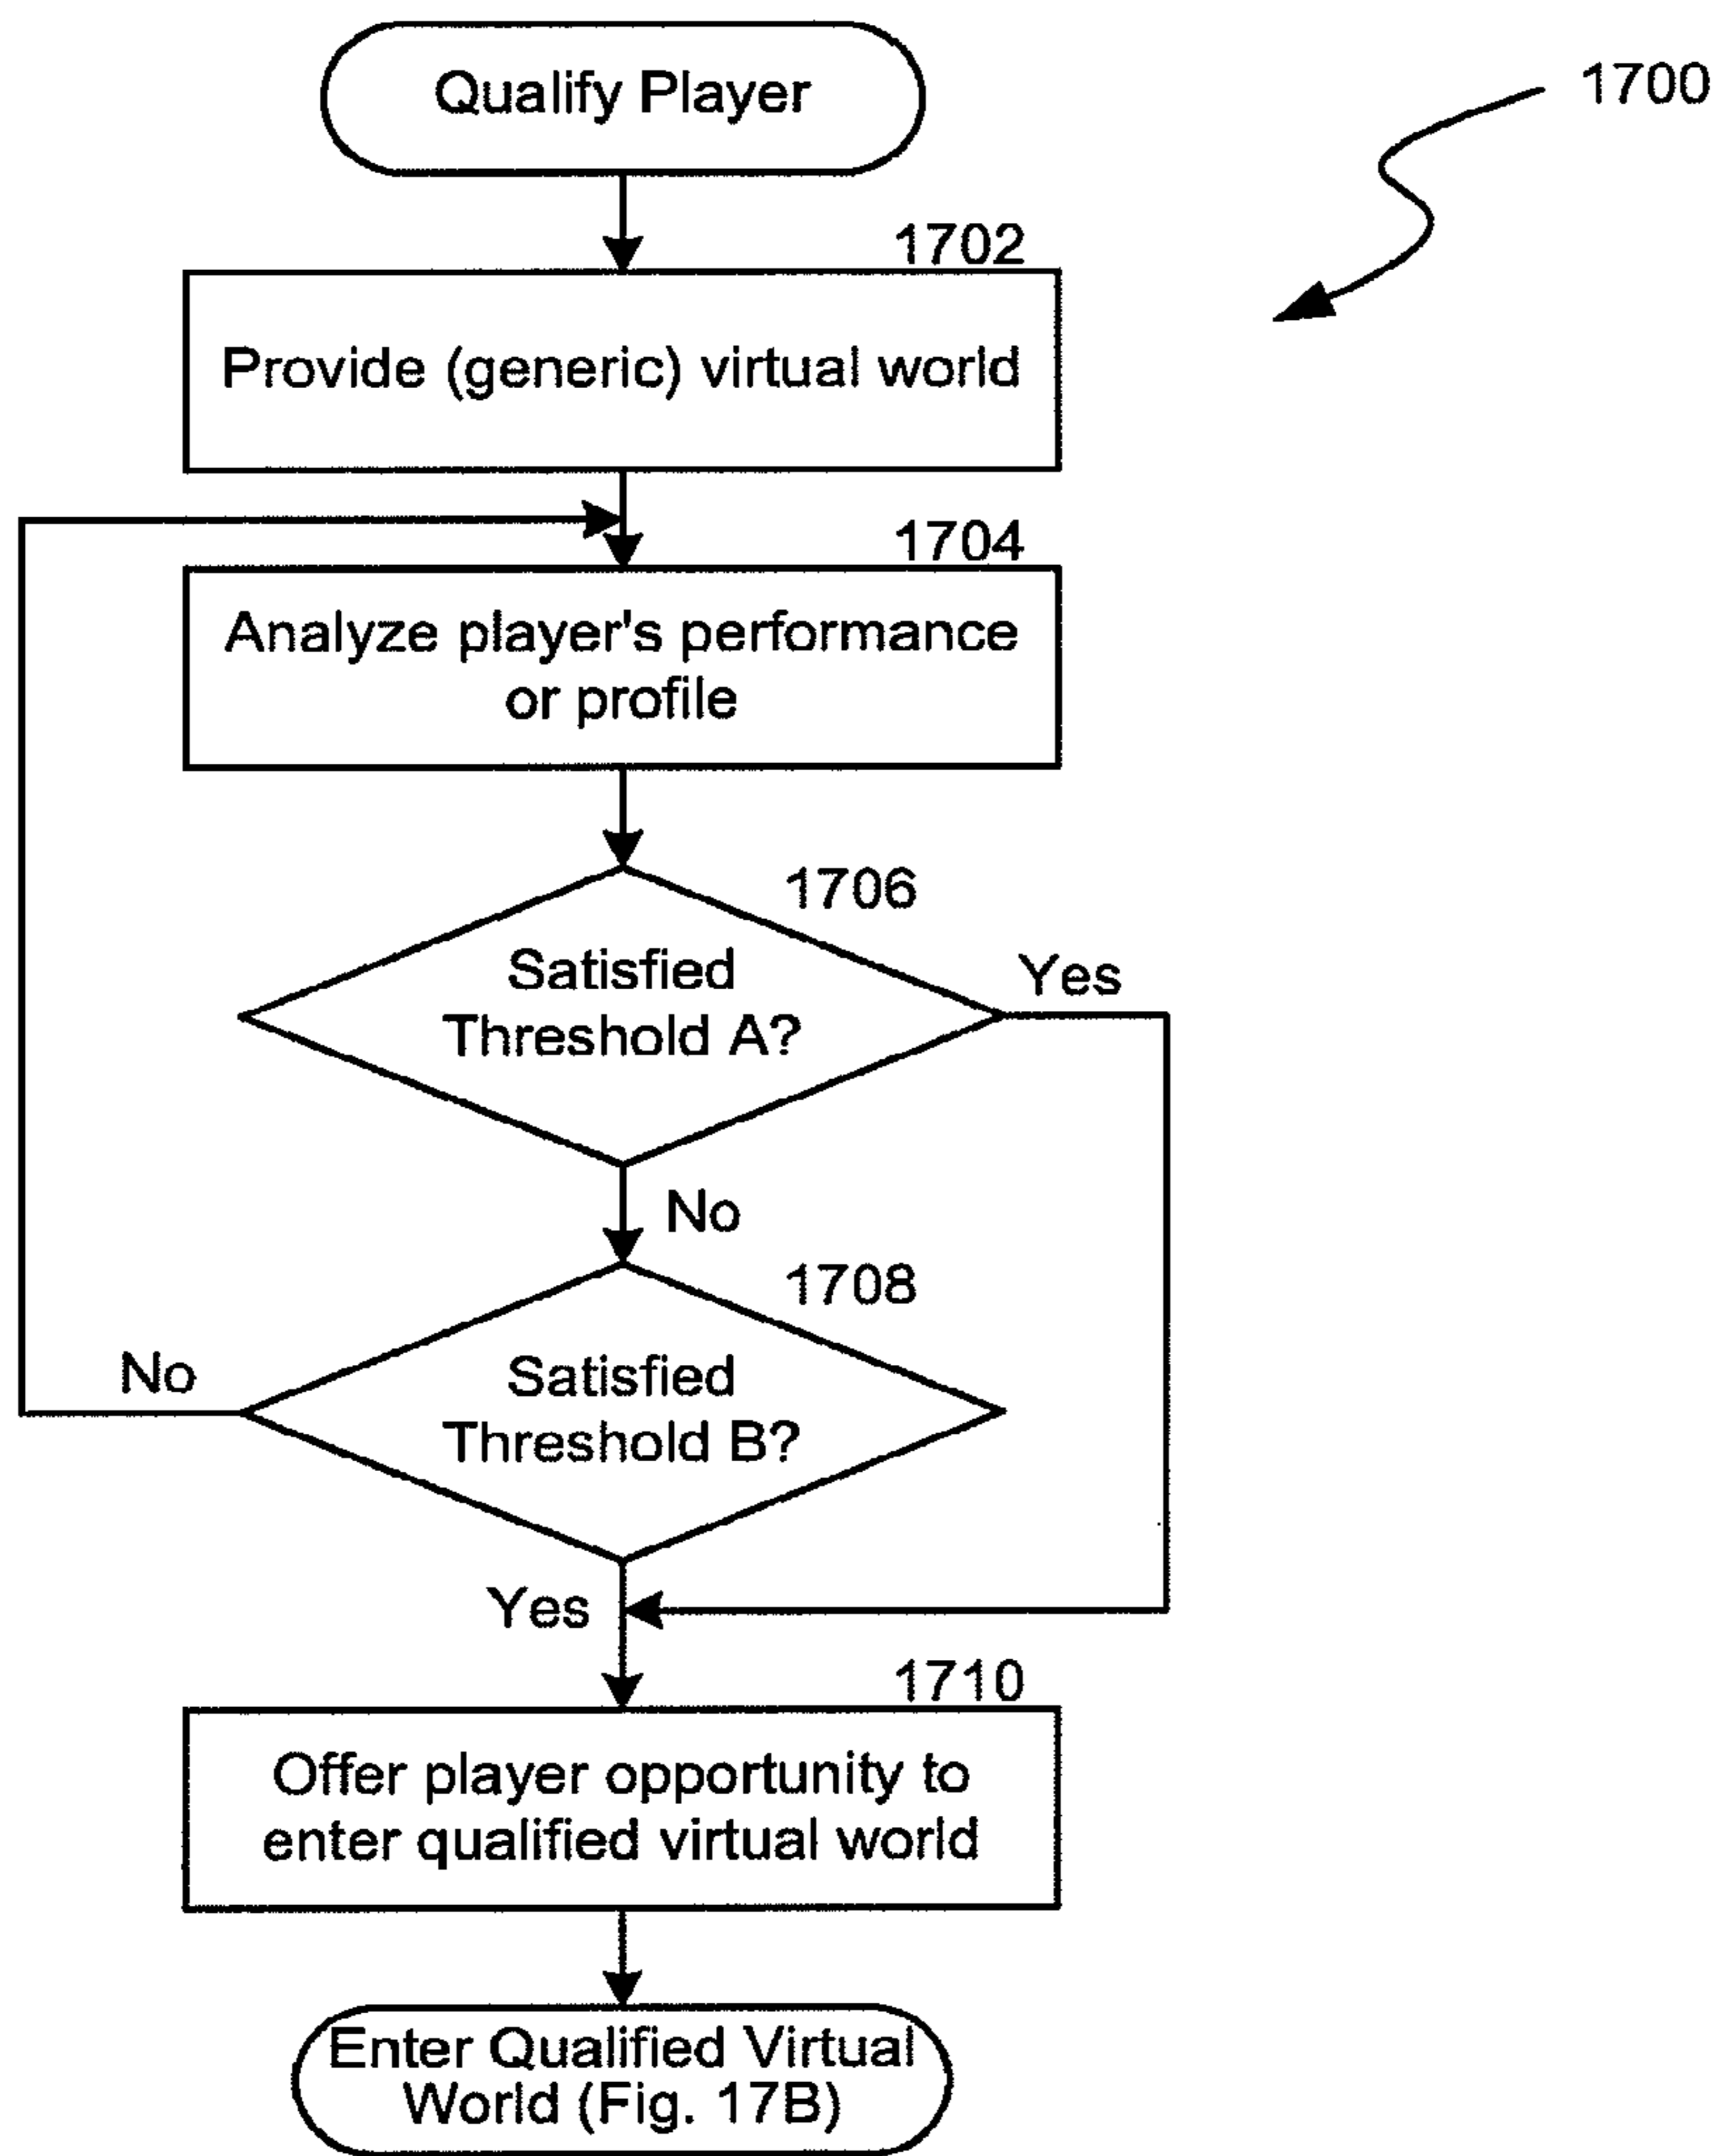 Qualify Player
1700
1702
Provide (generic) virtual world
1704
Analyze player's performance
or profile
1706
Satisfied
Threshold A?
Yes
No
1708
Satisfied
Threshold B?
No
Yes
1710
Offer player opportunity to
enter qualified virtual world
Enter Qualified Virtual
World (Fig. 17B)